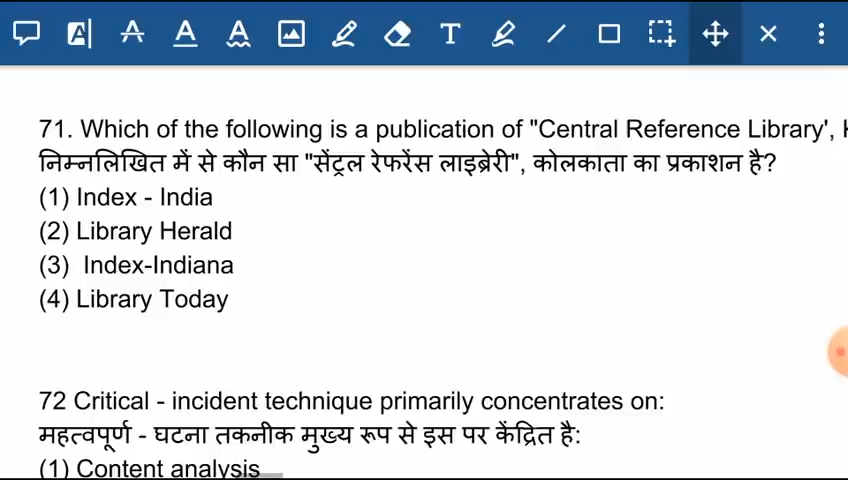 71. Which of the following is a publication of "Central Reference Library',
निम्नलिखित में से कौन सा "सेंट्रल रेफरेंस लाइब्रेरी", कोलकाता का प्रकाशन है?
(1) Index - India
(2) Library Herald
(3) Index-Indiana
(4) Library Today
72 Critical - incident technique primarily concentrates on:
महत्वपूर्ण - घटना तकनीक मुख्य रूप से इस पर केंद्रित है:
(1) Content analysis